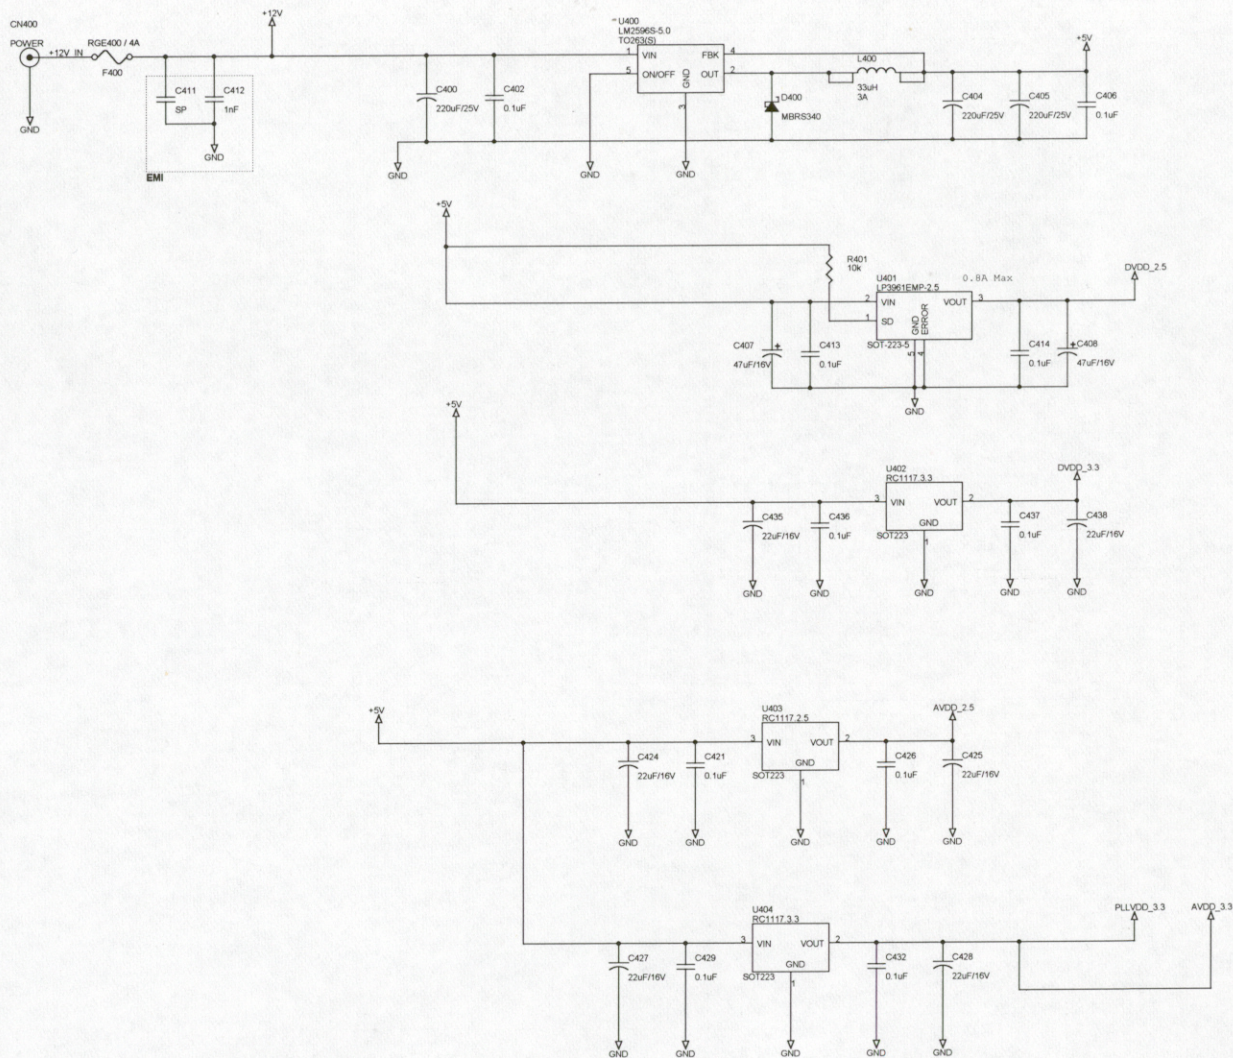 CN400
POWER
+12V_IN
RGE400 / 4A
F400
+12V
C411
SP
C412
1nF
GND
GND
EMI
C400
220uF/25V
C402
0.1uF
U400
LM2596S-5.0
TO263(S)
1 VIN FBK 4
5 ON/OFF OUT 2
GND
3
D400
MBRS340
L400
33uH
3A
+5V
C404
220uF/25V
C405
220uF/25V
C406
0.1uF
GND
GND
GND
+5V
R401
10k
U401
LP3961EMP-2.5
0.8A Max
DVDD_2.5
2 VIN VOUT 3
1 SD
GND
ERROR
SOT-223-5
5
4
C407
47uF/16V
C413
0.1uF
C414
0.1uF
C408
47uF/16V
GND
+5V
U402
RC1117.3.3
DVDD_3.3
3 VIN VOUT 2
GND
SOT223
1
C435
22uF/16V
C436
0.1uF
C437
0.1uF
C438
22uF/16V
GND GND GND GND GND
+5V
U403
RC1117.2.5
AVDD_2.5
3 VIN VOUT 2
GND
SOT223
1
C424
22uF/16V
C421
0.1uF
C426
0.1uF
C425
22uF/16V
GND GND GND GND GND
U404
RC1117.3.3
PLLVDD_3.3
AVDD_3.3
3 VIN VOUT 2
GND
SOT223
1
C427
22uF/16V
C429
0.1uF
C432
0.1uF
C428
22uF/16V
GND GND GND GND GND